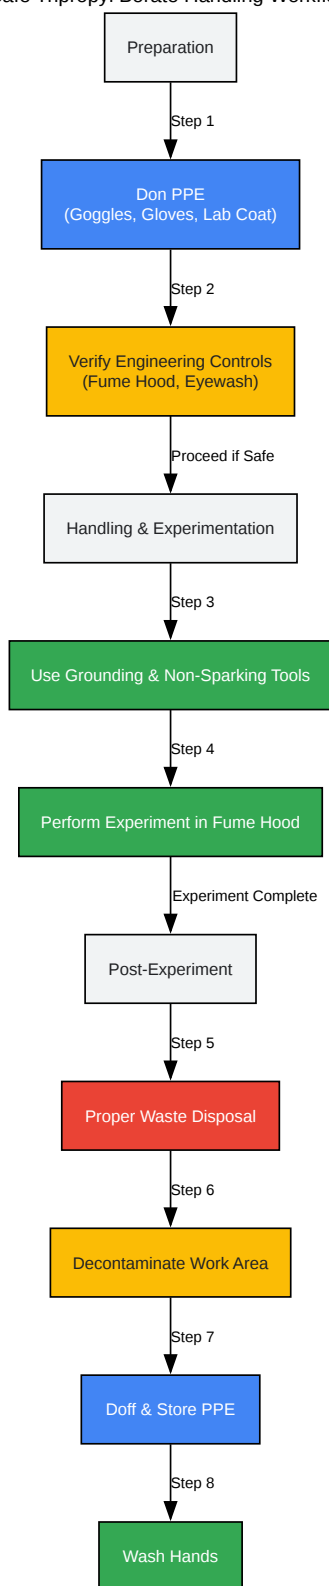 Tripropyl Borate Handling
Preparation
Step 1
Don PPE
(Goggles, Gloves, Lab Coat)
Step 2
Verify Engineering Controls
(Fume Hood, Eyewash)
Proceed if Safe
Handling & Experimentation
Step 3
Use Grounding & Non-Sparking Tools
Step 4
Perform Experiment in Fume Hood
Experiment Complete
Post-Experiment
Step 5
Proper Waste Disposal
Step 6
Decontaminate Work Area
Step 7
Doff & Store PPE
Step 8
Wash Hands